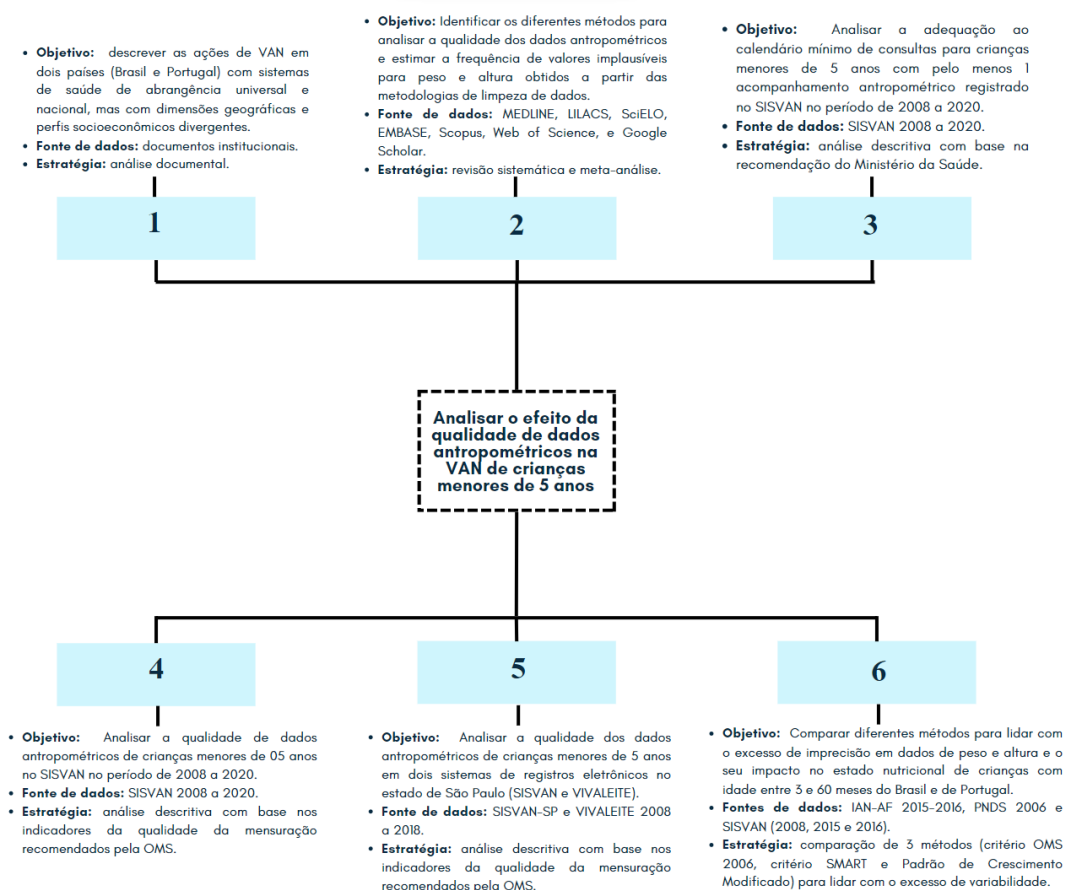 • Objetivo: descrever as ações de VAN em
dois países (Brasil e Portugal) com sistemas
de saúde de abrangência universal e
nacional, mas com dimensões geográficas e
perfis socioeconômicos divergentes.
• Fonte de dados: documentos institucionais.
• Estratégia: análise documental.
1
• Objetivo: Identificar os diferentes métodos para
analisar a qualidade dos dados antropométricos
e estimar a frequência de valores implausíveis
para peso e altura obtidos a partir das
metodologias de limpeza de dados.
• Fonte de dados: MEDLINE, LILACS, SciELO,
EMBASE, Scopus, Web of Science, e Google
Scholar.
• Estratégia: revisão sistemática e meta-análise.
2
• Objetivo: Analisar a adequação ao
calendário mínimo de consultas para crianças
menores de 5 anos com pelo menos 1
acompanhamento antropométrico registrado
no SISVAN no período de 2008 a 2020.
• Fonte de dados: SISVAN 2008 a 2020.
• Estratégia: análise descritiva com base na
recomendação do Ministério da Saúde.
3
Analisar o efeito da
qualidade de dados
antropométricos na
VAN de crianças
menores de 5 anos
4
• Objetivo: Analisar a qualidade de dados
antropométricos de crianças menores de 05 anos
no SISVAN no período de 2008 a 2020.
• Fonte de dados: SISVAN 2008 a 2020.
• Estratégia: análise descritiva com base nos
indicadores da qualidade da mensuração
recomendados pela OMS.
5
• Objetivo: Analisar a qualidade dos dados
antropométricos de crianças menores de 5 anos
em dois sistemas de registros eletrônicos no
estado de São Paulo (SISVAN e VIVALEITE).
• Fonte de dados: SISVAN-SP e VIVALEITE 2008
a 2018.
• Estratégia: análise descritiva com base nos
indicadores da qualidade da mensuração
recomendados pela OMS.
6
• Objetivo: Comparar diferentes métodos para lidar com
o excesso de imprecisão em dados de peso e altura e o
seu impacto no estado nutricional de crianças com
idade entre 3 e 60 meses do Brasil e de Portugal.
• Fontes de dados: IAN-AF 2015-2016, PNDS 2006 e
SISVAN (2008, 2015 e 2016).
• Estratégia: comparação de 3 métodos (critério OMS
2006, critério SMART e Padrão de Crescimento
Modificado) para lidar com o excesso de variabilidade.